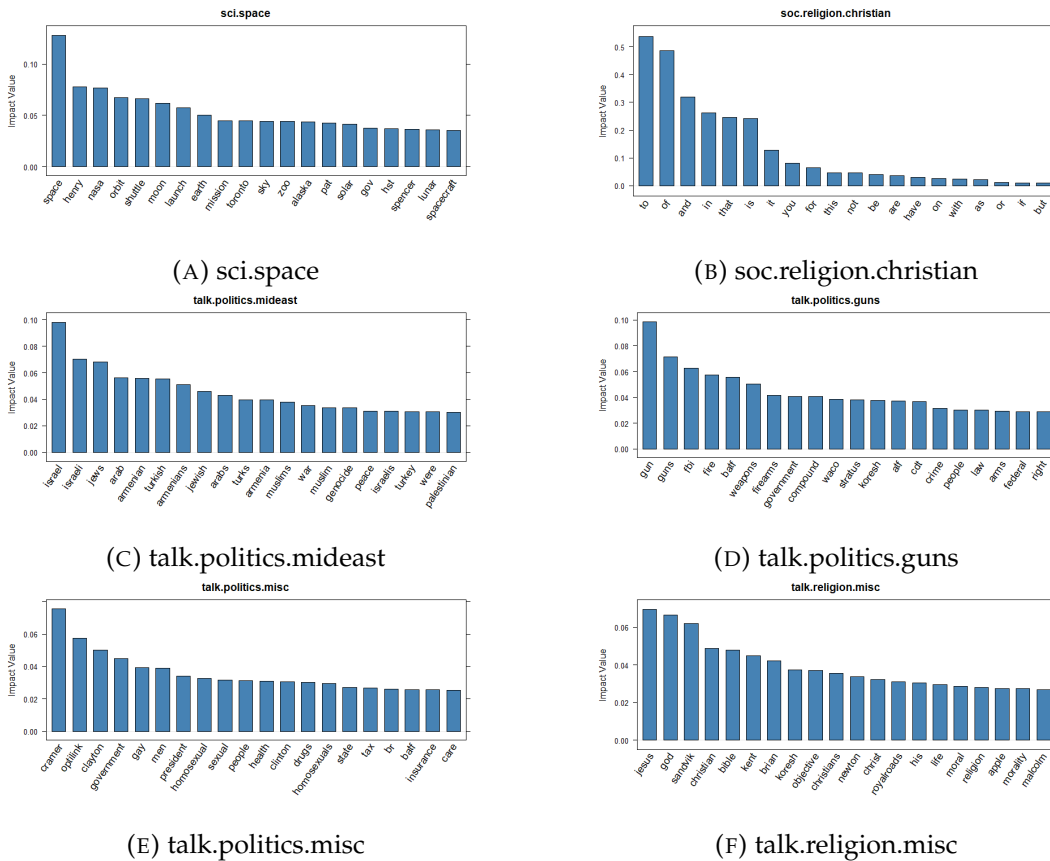 sci.space
Impact Value
0.10
0.05
0.00
space henry nasa orbit shuttle moon launch earth mission toronto sky zoo alaska pat solar gov hst spencer lunar spacecraft
(A) sci.space
soc.religion.christian
Impact Value
0.5
0.4
0.3
0.2
0.1
0.0
to of and in that is it you for this not be are have on with as or if but
(B) soc.religion.christian
talk.politics.mideast
Impact Value
0.10
0.08
0.06
0.04
0.02
0.00
israel israeli jews arab armenian turkish armenians jewish arabs turks armenia muslims war muslim genocide peace israelis turkey were palestinian
(C) talk.politics.mideast
talk.politics.guns
Impact Value
0.10
0.08
0.06
0.04
0.02
0.00
gun guns fbi fire batf weapons firearms government compound waco stratus koresh atf cdt crime people law arms federal right
(D) talk.politics.guns
talk.politics.misc
Impact Value
0.06
0.04
0.02
0.00
cramer optilink clayton government gay men president homosexual sexual people health clinton drugs homosexuals state tax br batf insurance care
(E) talk.politics.misc
talk.religion.misc
Impact Value
0.06
0.04
0.02
0.00
jesus god sandvik christian bible kent brian koresh objective christians newton christ royalroads his life moral religion apple morality malcolm
(F) talk.religion.misc